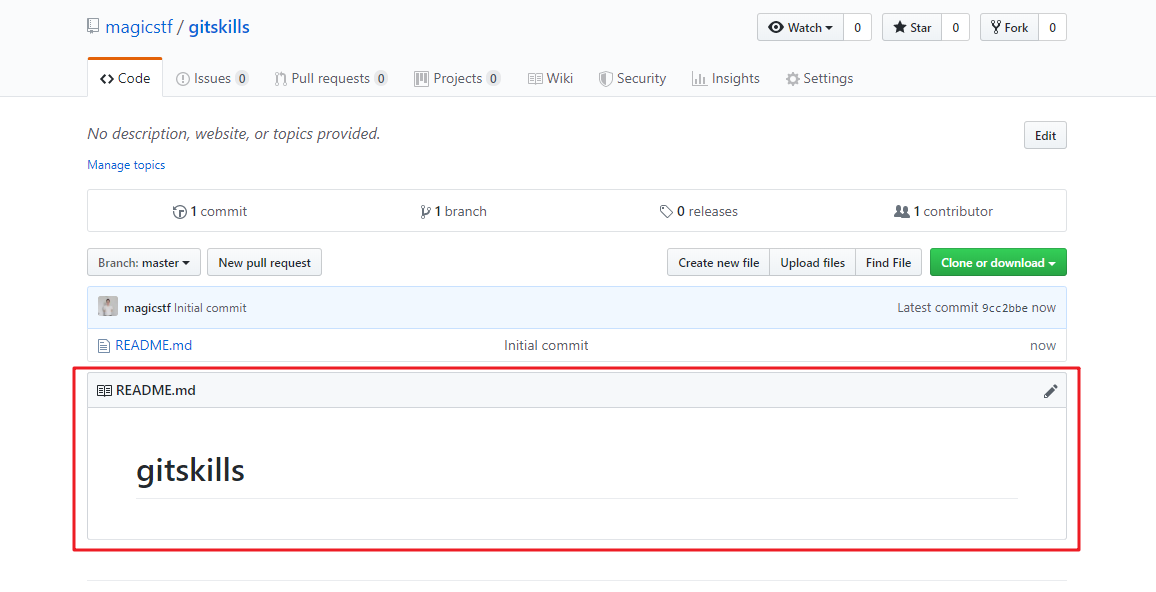 magicstf / gitskills
Watch 0 Star 0 Fork 0
Code Issues 0 Pull requests 0 Projects 0 Wiki Security Insights Settings
No description, website, or topics provided. Edit
Manage topics
1 commit 1 branch 0 releases 1 contributor
Branch: master New pull request Create new file Upload files Find File Clone or download
magicstf Initial commit Latest commit 9cc2bbe now
README.md Initial commit now
README.md
gitskills